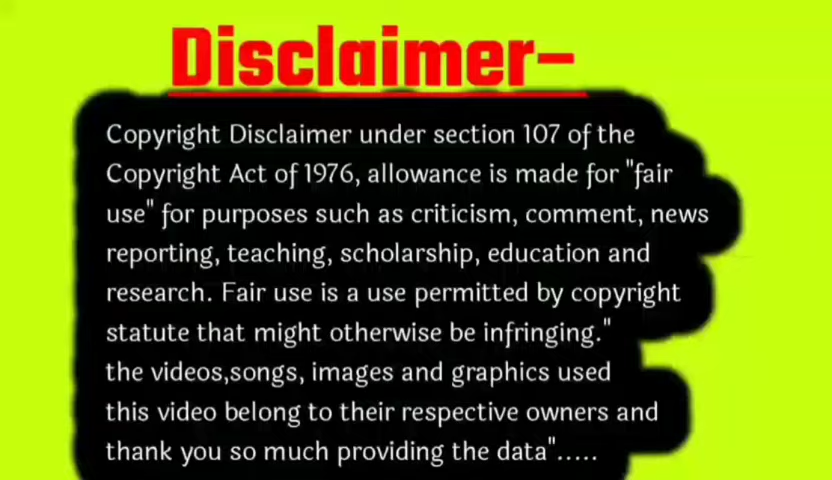 Disclaimer-
Copyright Disclaimer under section 107 of the
Copyright Act of 1976, allowance is made for "fair
use" for purposes such as criticism, comment, news
reporting, teaching, scholarship, education and
research. Fair use is a use permitted by copyright
statute that might otherwise be infringing."
the videos,songs, images and graphics used
this video belong to their respective owners and
thank you so much providing the data".....